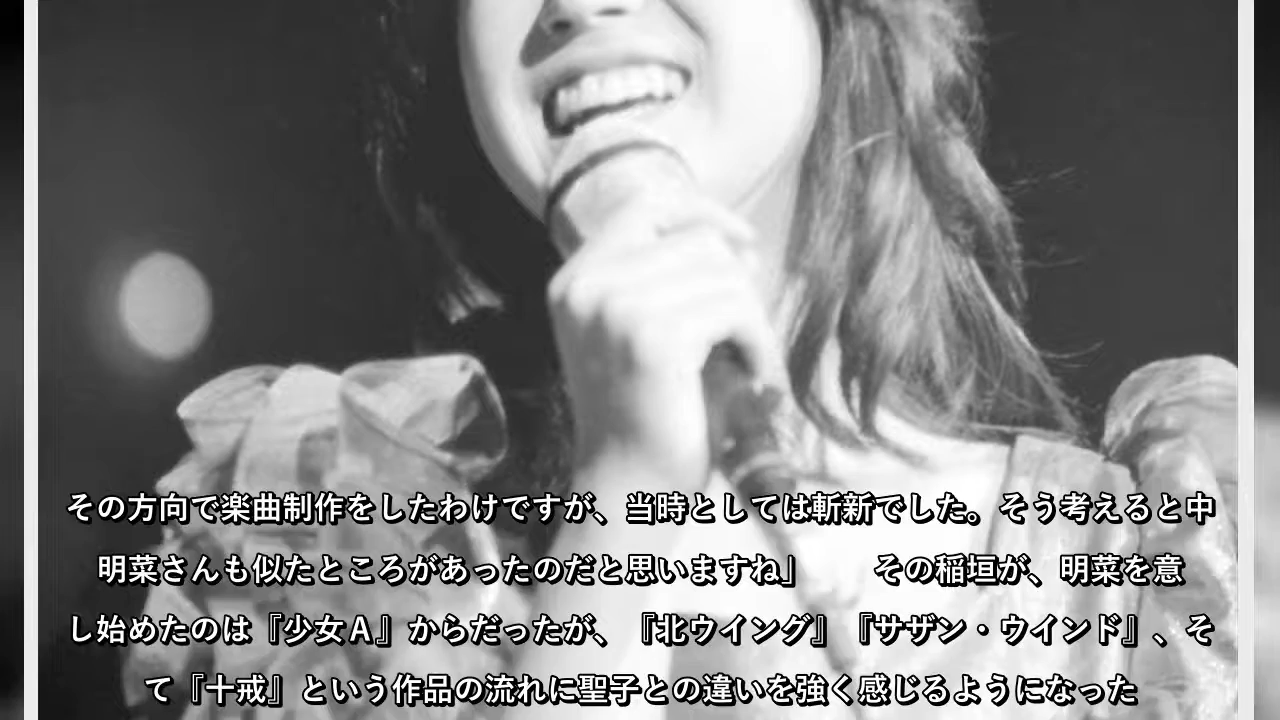 その方向で楽曲制作をしたわけですが、当時としては斬新でした。そう考えると中
明菜さんも似たところがあったのだと思いますね」　　その稲垣が、明菜を意
し始めたのは『少女Ａ』からだったが、『北ウイング』『サザン・ウインド』、そ
て『十戒』という作品の流れに聖子との違いを強く感じるようになった